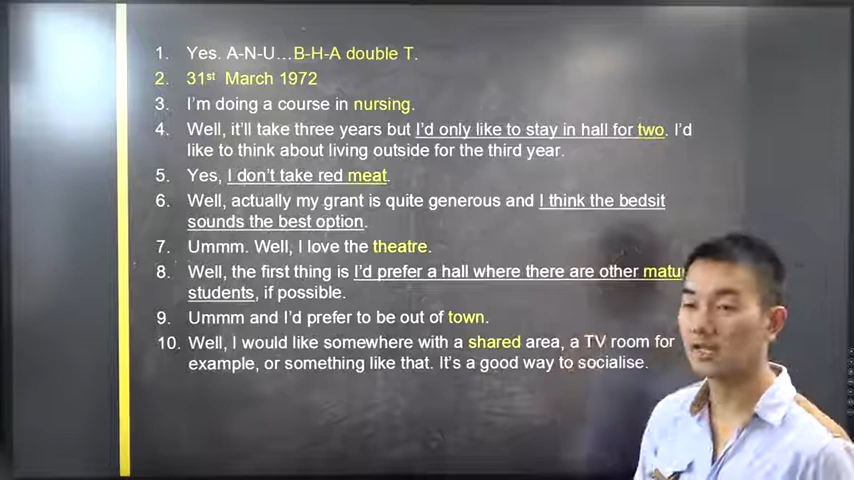 1. Yes. A-N-U…B-H-A double T.
2. 31st March 1972
3. I'm doing a course in nursing.
4. Well, it'll take three years but I'd only like to stay in hall for two. I'd
like to think about living outside for the third year.
5. Yes, I don't take red meat.
6. Well, actually my grant is quite generous and I think the bedsit
sounds the best option.
7. Ummm. Well, I love the theatre.
8. Well, the first thing is I'd prefer a hall where there are other
students, if possible.
9. Ummm and I'd prefer to be out of town.
10. Well, I would like somewhere with a shared area, a TV room for
example, or something like that. It's a good way to socialise.